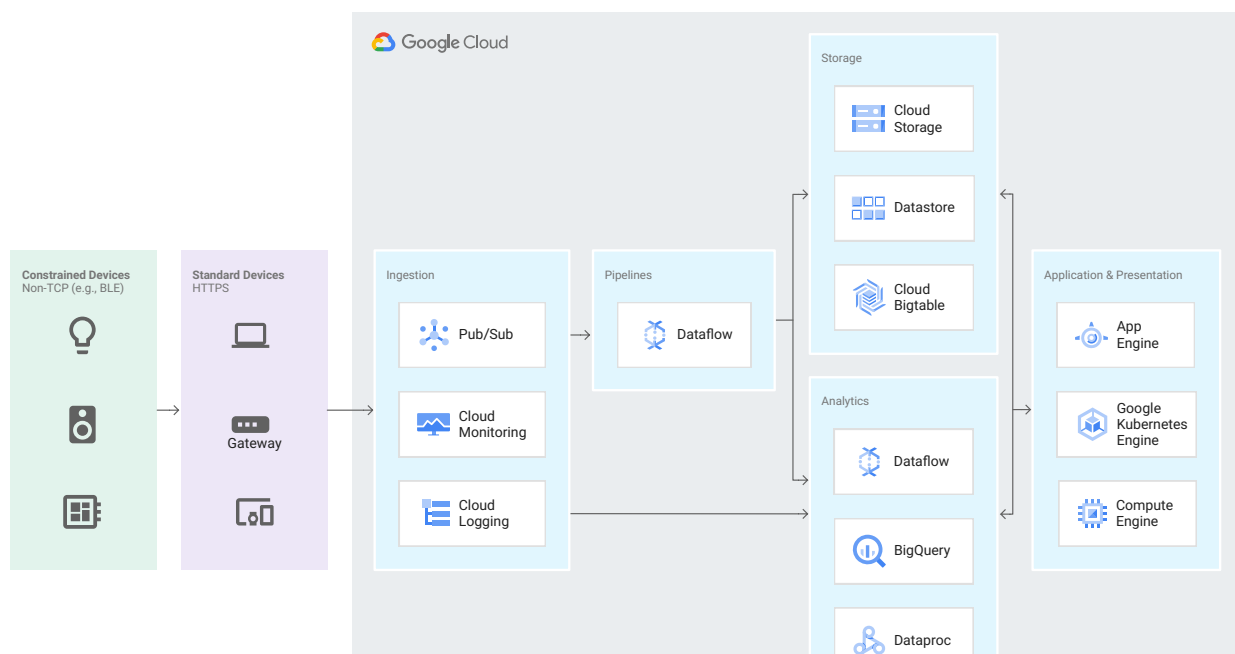 Google Cloud
Constrained Devices
Non-TCP (e.g., BLE)
Standard Devices
HTTPS
Gateway
Ingestion
Pub/Sub
Cloud
Monitoring
Cloud
Logging
Pipelines
Dataflow
Storage
Cloud
Storage
Datastore
Cloud
Bigtable
Analytics
Dataflow
BigQuery
Dataproc
Application & Presentation
App
Engine
Google
Kubernetes
Engine
Compute
Engine